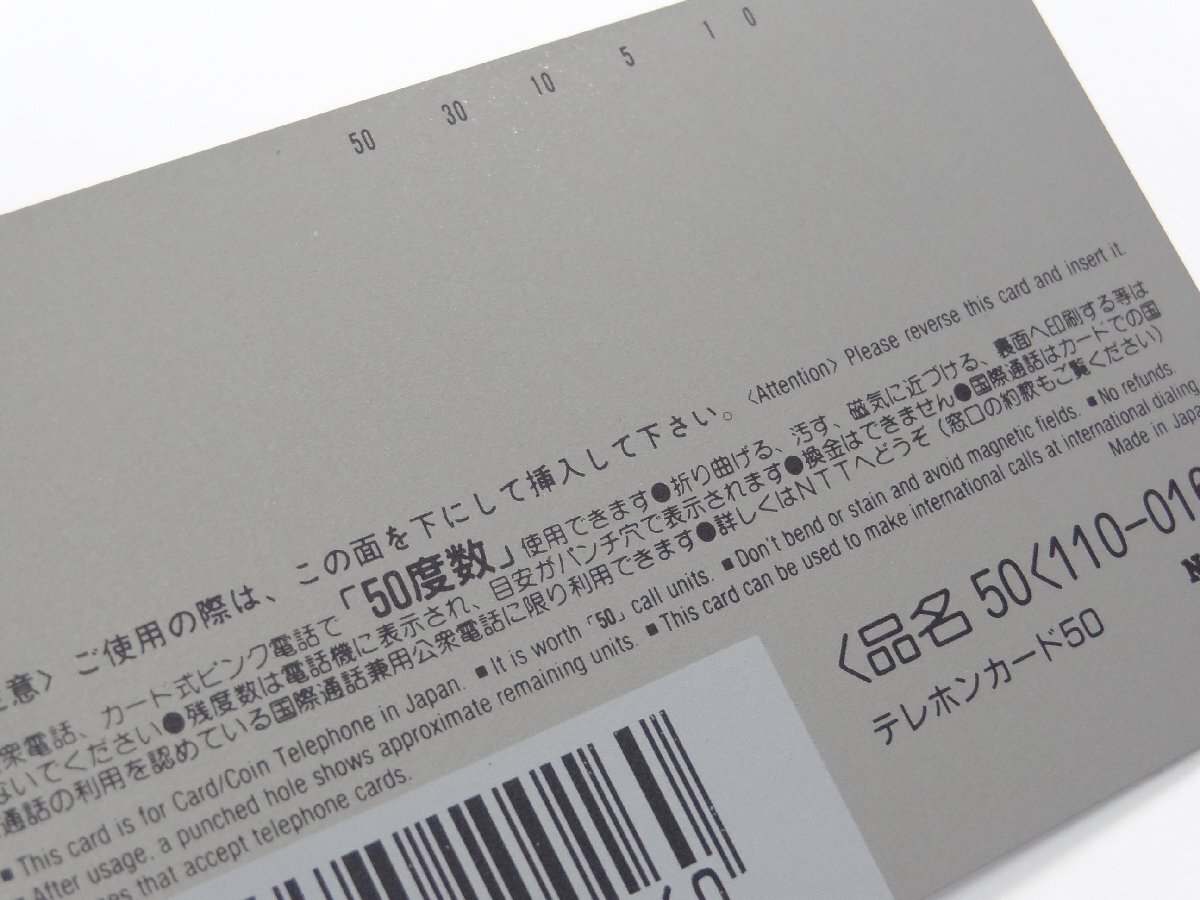 50 30 10 5 1 0
意〉ご使用の際は、この面を下にして挿入して下さい。〈Attention〉Please reverse this card and insert it.
衆電話、カード式ピンク電話で「50度数」使用できます●折り曲げる、汚す、磁気に近づける、裏面へ印刷する等は
ないでください●残度数は電話機に表示され、目安がパンチ穴で表示されます●換金はできません●国際通話はカードでの国
通話の利用を認めている国際通話兼用公衆電話に限り利用できます●詳しくはNTTへどうぞ(窓口の約款もご覧ください)
■This card is for Card/Coin Telephone in Japan. ■It is worth「50」call units. ■Don't bend or stain and avoid magnetic fields. ■No refunds.
■After usage, a punched hole shows approximate remaining units. ■This card can be used to make international calls at international dialing
that accept telephone cards.
Made in Japa
〈品名 50〈110-016
テレホンカード50